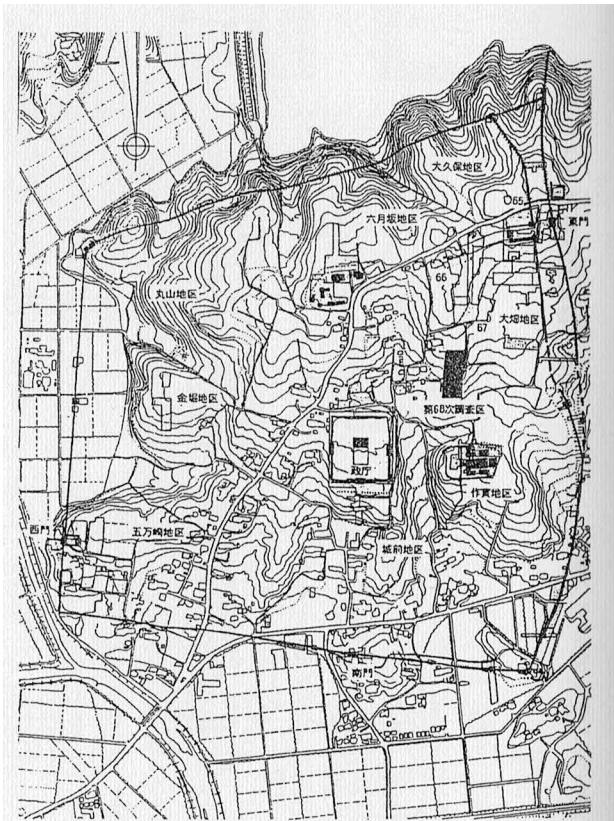 大久保地区
65
東門
六月坂地区
66
丸山地区
大畑地区
67
金堀地区
第68次調査区
政庁
作貫地区
西門
五万崎地区
城前地区
南門